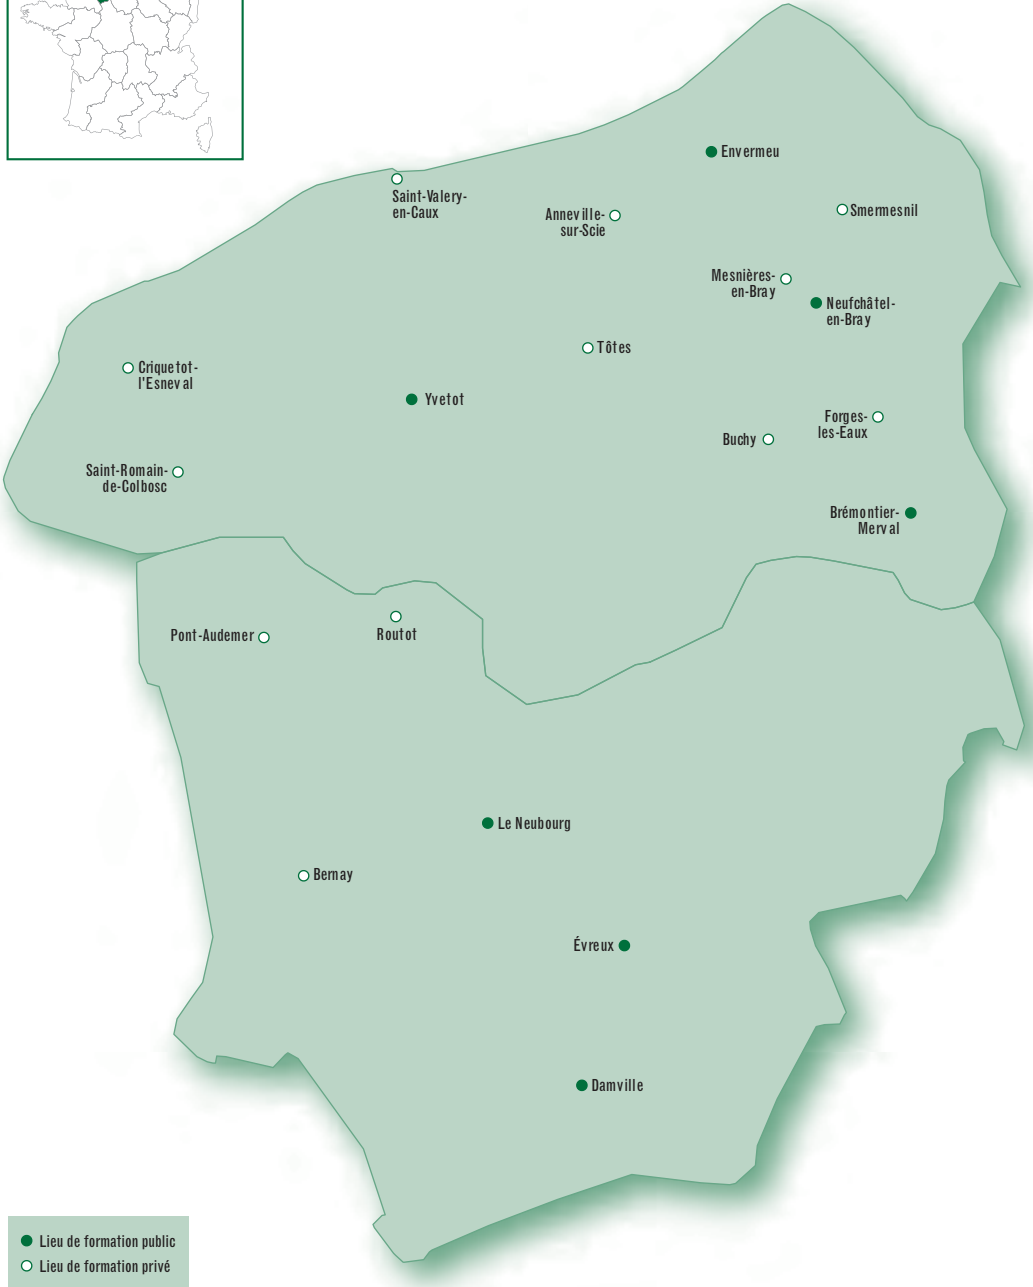 Envermeu
Saint-Valery-
en-Caux
Anneville-
sur-Scie
Smermesnil
Mesnières-
en-Bray
Neufchâtel-
en-Bray
Tôtes
Criquetot-
l'Esneval
Yvetot
Forges-
les-Eaux
Buchy
Saint-Romain-
de-Colbosc
Brémontier-
Merval
Pont-Audemer
Routot
Le Neubourg
Bernay
Évreux
Damville
Lieu de formation public
Lieu de formation privé